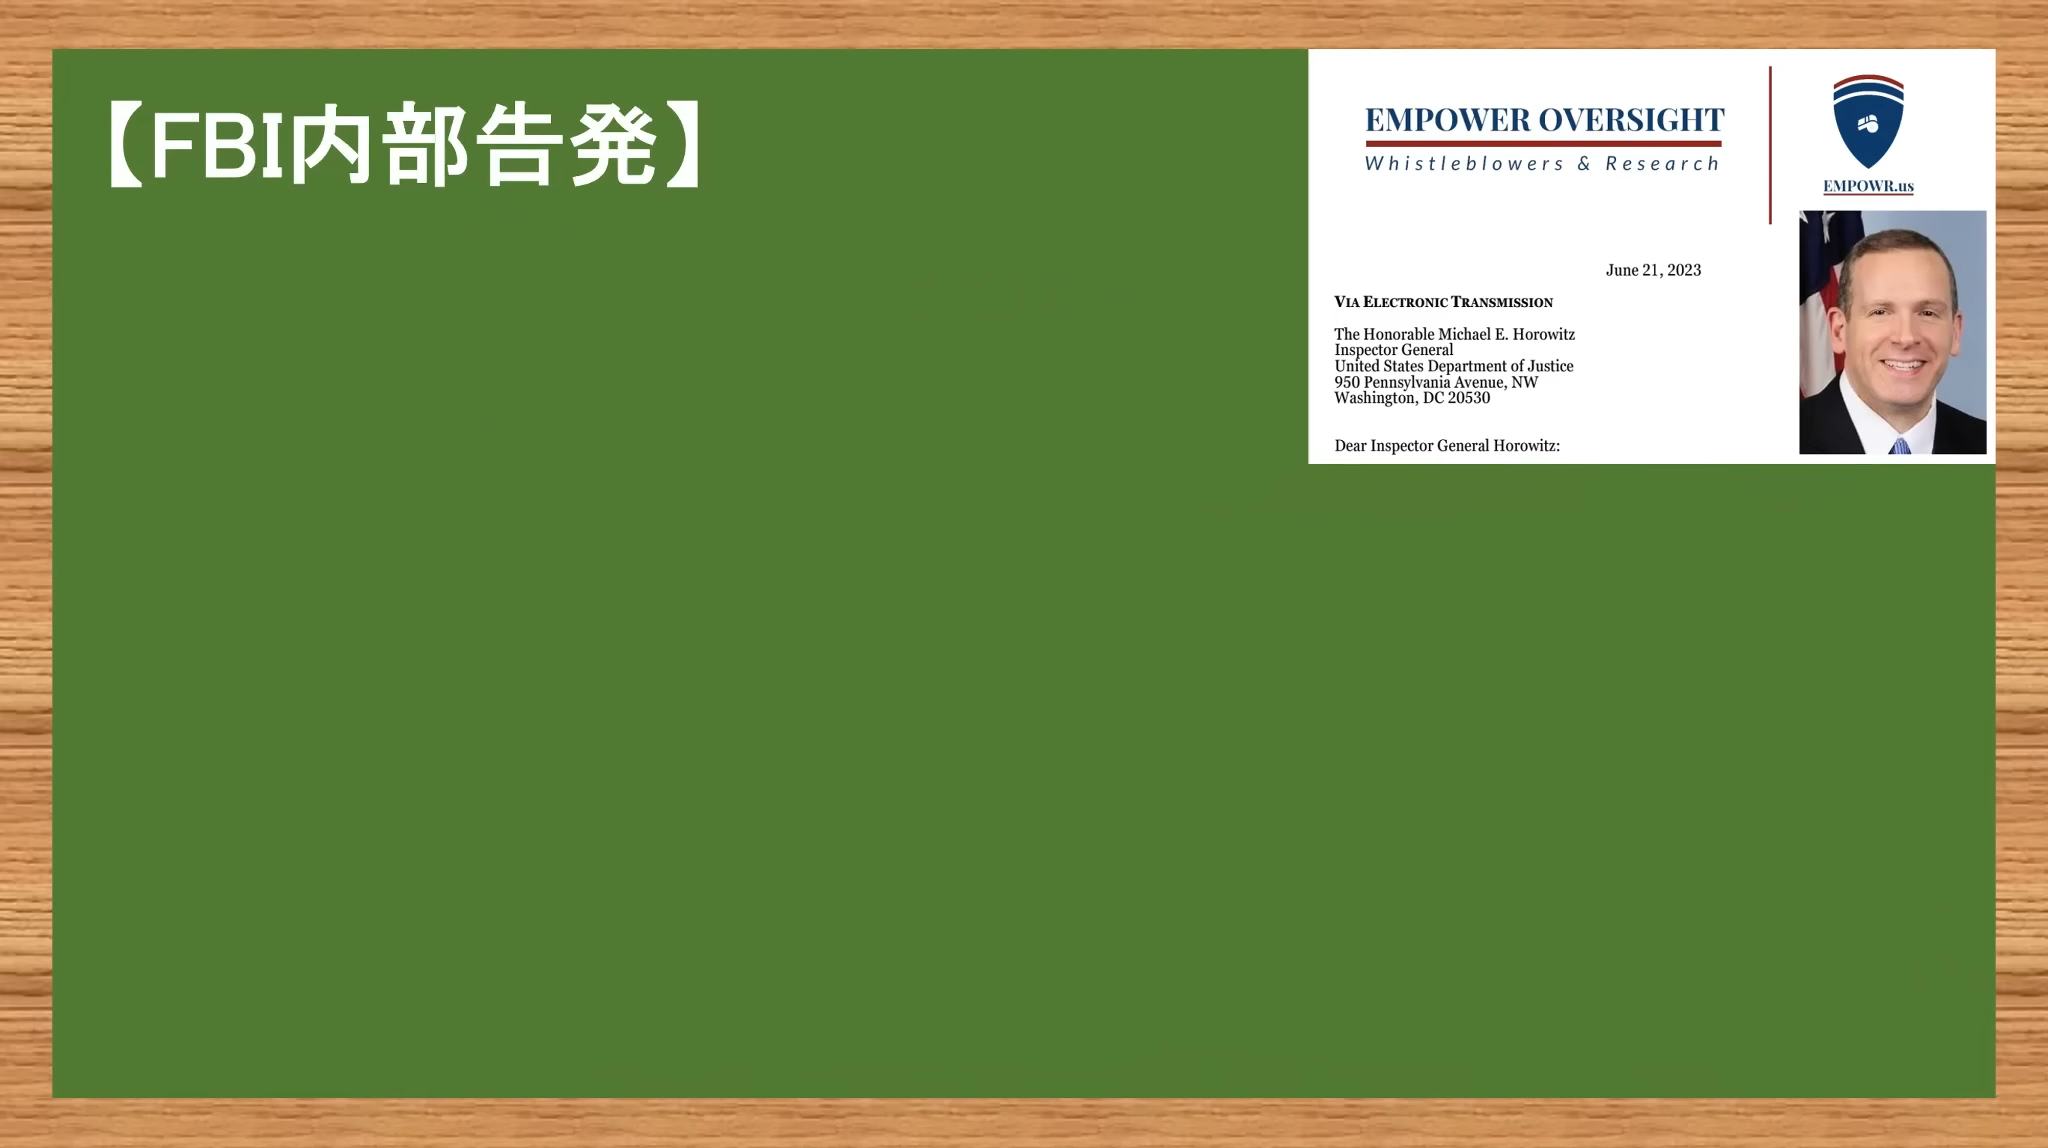 【FBI内部告発】
EMPOWER OVERSIGHT
Whistleblowers & Research
EMPOWR.us
June 21, 2023
VIA ELECTRONIC TRANSMISSION
The Honorable Michael E. Horowitz
Inspector General
United States Department of Justice
950 Pennsylvania Avenue, NW
Washington, DC 20530
Dear Inspector General Horowitz: